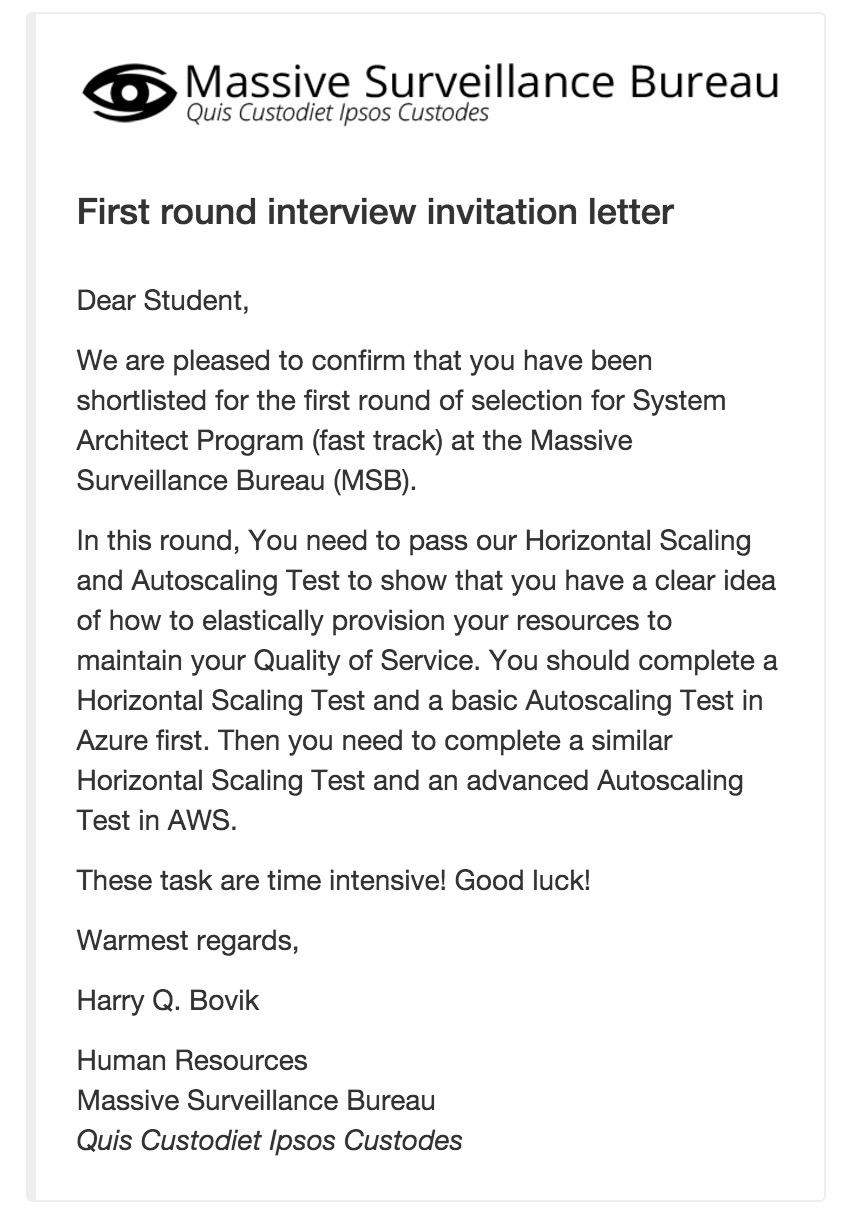 Massive Surveillance Bureau
Quis Custodiet Ipsos Custodes
First round interview invitation letter
Dear Student,
We are pleased to confirm that you have been
shortlisted for the first round of selection for System
Architect Program (fast track) at the Massive
Surveillance Bureau (MSB).
In this round, You need to pass our Horizontal Scaling
and Autoscaling Test to show that you have a clear idea
of how to elastically provision your resources to
maintain your Quality of Service. You should complete a
Horizontal Scaling Test and a basic Autoscaling Test in
Azure first. Then you need to complete a similar
Horizontal Scaling Test and an advanced Autoscaling
Test in AWS.
These task are time intensive! Good luck!
Warmest regards,
Harry Q. Bovik
Human Resources
Massive Surveillance Bureau
Quis Custodiet Ipsos Custodes